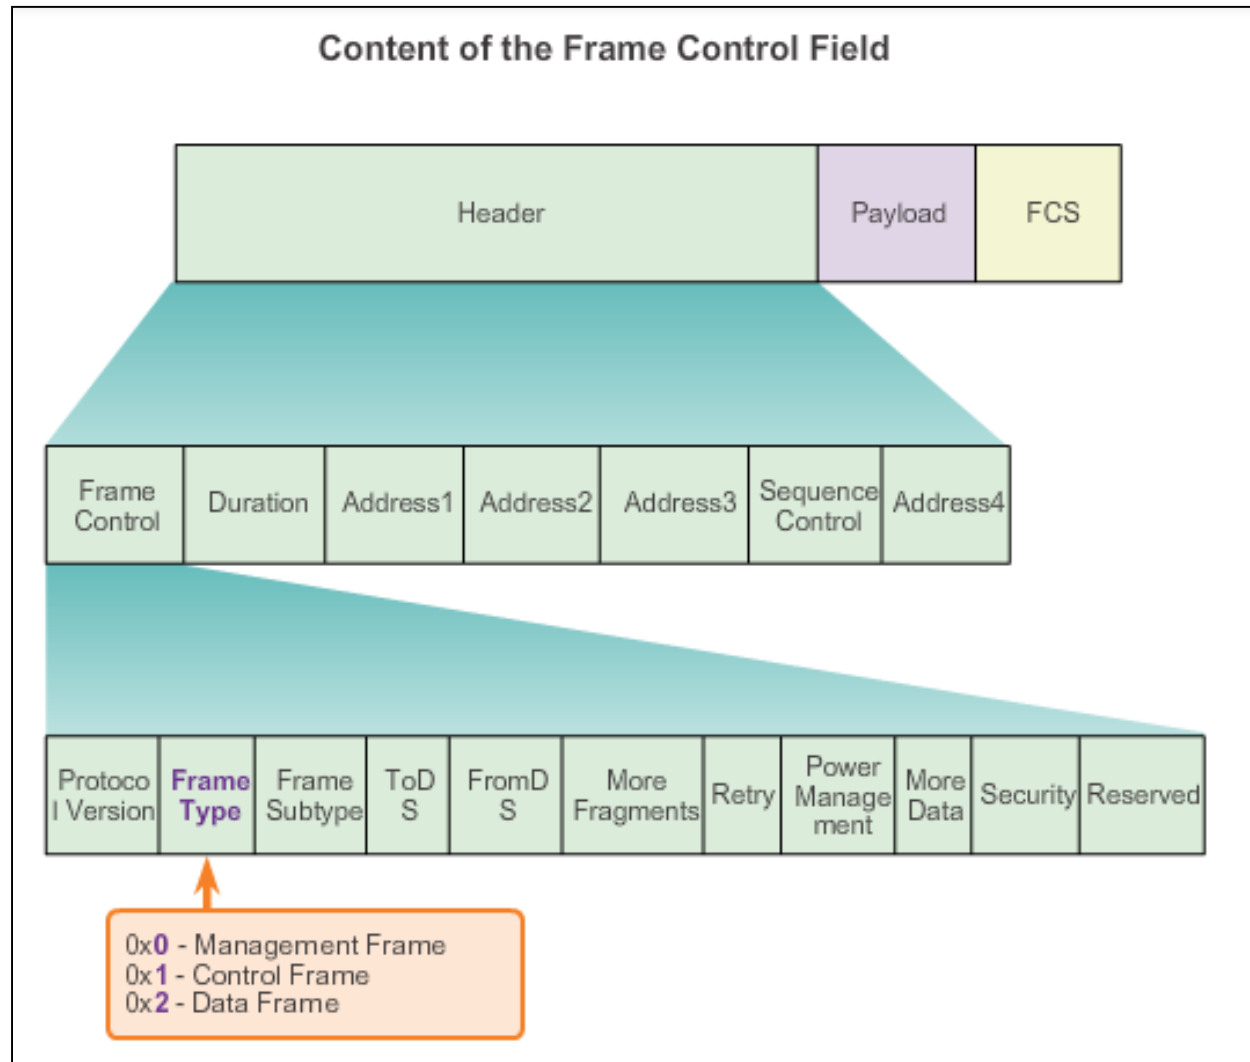 Content of the Frame Control Field
Header
Payload
FCS
Frame
Control
Duration
Address1
Address2
Address3
Sequence
Control
Address4
Protoco
l Version
Frame
Type
Frame
Subtype
ToD
S
FromD
S
More
Fragments
Retry
Power
Manage
ment
More
Data
Security
Reserved
0x0 - Management Frame
0x1 - Control Frame
0x2 - Data Frame